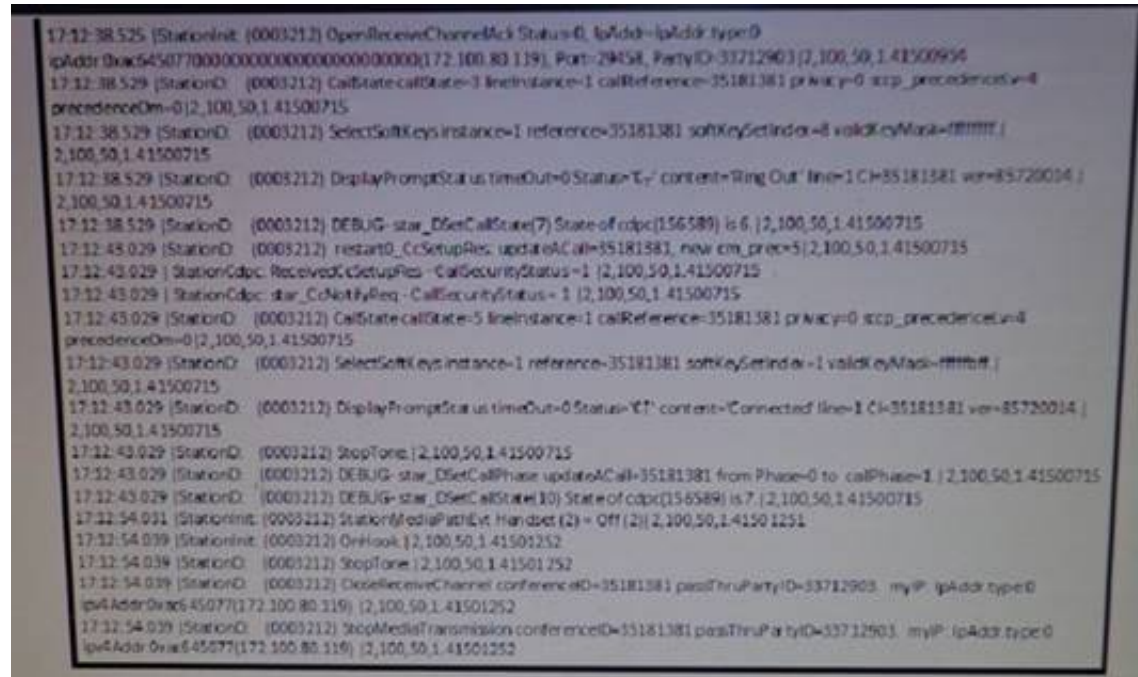 17:12:38.525 |StationInit: (0003212) OpenReceiveChannelAck Status=0, IpAddr=IpAddr.type:0
ipAddr:0xac645077000000000000000000000000(172.100.80.119), Port=29458, PartyID=33712903|2,100,50,1.41500954
17:12:38.529 |StationD: (0003212) CallState callState=3 lineInstance=1 callReference=35181381 privacy=0 sccp_precedenceLv=4
precedenceDm=0|2,100,50,1.41500715
17:12:38.529 |StationD: (0003212) SelectSoftKeys instance=1 reference=35181381 softKeySetIndex=8 validKeyMask=ffffffff.|
2,100,50,1.41500715
17:12:38.529 |StationD: (0003212) DisplayPromptStatus timeOut=0 Status= content='Ring Out' line=1 CI=35181381 ver=85720014.|
2,100,50,1.41500715
17:12:38.529 |StationD: (0003212) DEBUG- star_DSetCallState(7) State of cdpc(156589) is 6.|2,100,50,1.41500715
17:12:43.029 |StationD: (0003212) restart0_CcSetupRes: updateACall=35181381, new cm_prec=5|2,100,50,1.41500715
17:12:43.029 | StationCdpc: ReceivedCcSetupRes - CallSecurityStatus=1 |2,100,50,1.41500715
17:12:43.029 | StationCdpc: star_CcNotifyReq - CallSecurityStatus = 1 |2,100,50,1.41500715
17:12:43.029 |StationD: (0003212) CallState callState=5 lineInstance=1 callReference=35181381 privacy=0 sccp_precedenceLv=4
precedenceDm=0|2,100,50,1.41500715
17:12:43.029 |StationD: (0003212) SelectSoftKeys instance=1 reference=35181381 softKeySetIndex=1 validKeyMask=fffffbff.|
2,100,50,1.41500715
17:12:43.029 |StationD: (0003212) DisplayPromptStatus timeOut=0 Status= content='Connected' line=1 CI=35181381 ver=85720014.|
2,100,50,1.41500715
17:12:43.029 |StationD: (0003212) StopTone.|2,100,50,1.41500715
17:12:43.029 |StationD: (0003212) DEBUG- star_DSetCallPhase updateACall=35181381 from Phase=0 to callPhase=1.|2,100,50,1.41500715
17:12:43.029 |StationD: (0003212) DEBUG- star_DSetCallState(10) State of cdpc(156589) is 7.|2,100,50,1.41500715
17:12:54.031 |StationInit: (0003212) StationMediaPathEvt Handset (2) = Off (2)|2,100,50,1.41501251
17:12:54.039 |StationInit: (0003212) OnHook.|2,100,50,1.41501252
17:12:54.039 |StationD: (0003212) StopTone.|2,100,50,1.41501252
17:12:54.039 |StationD: (0003212) CloseReceiveChannel conferenceID=35181381 passThruPartyID=33712903. myIP: IpAddr.type:0
ipv4Addr:0xac645077(172.100.80.119) |2,100,50,1.41501252
17:12:54.039 |StationD: (0003212) StopMediaTransmission conferenceID=35181381 passThruPartyID=33712903. myIP: IpAddr.type:0
ipv4Addr:0xac645077(172.100.80.119) |2,100,50,1.41501252